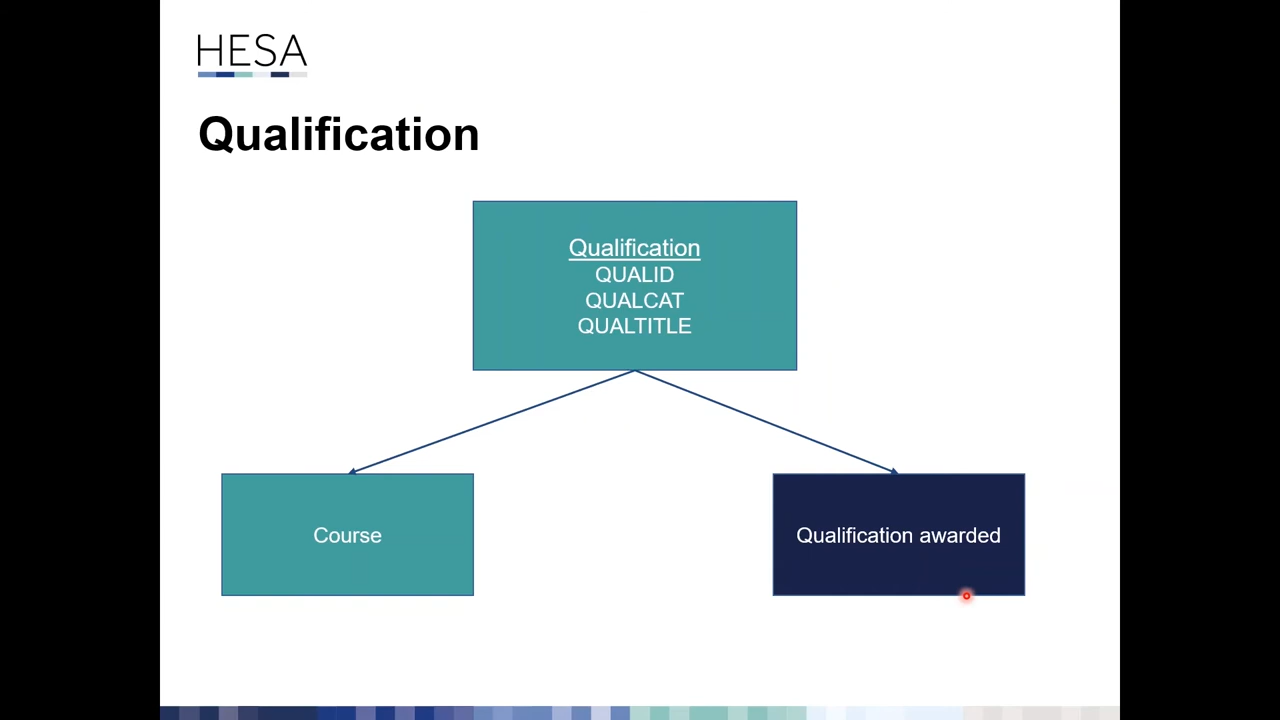 HESA
Qualification
Qualification
QUALID
QUALCAT
QUALTITLE
Course
Qualification awarded